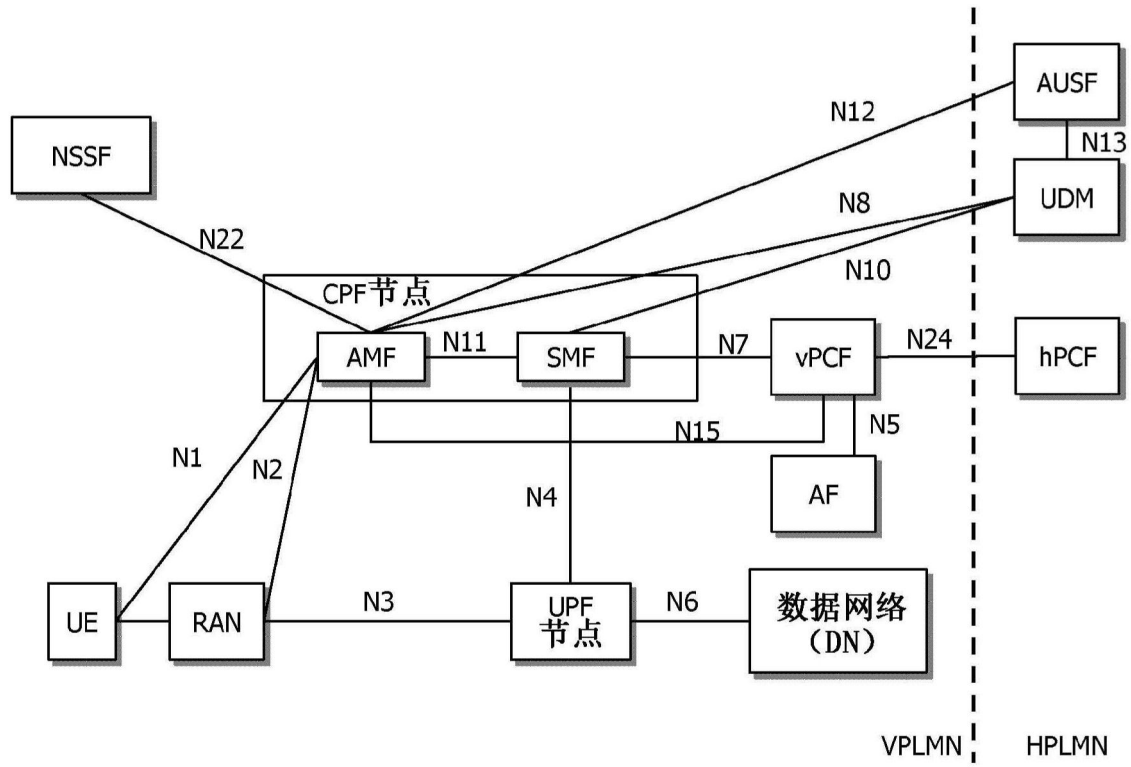 AUSF
N12
N13
NSSF
UDM
N8
N22
N10
CPF节点
AMF
N11
SMF
N7
vPCF
N24
hPCF
N15
N5
N1
N2
N4
AF
UE
RAN
N3
UPF
节点
N6
数据网络
（DN）
VPLMN
HPLMN